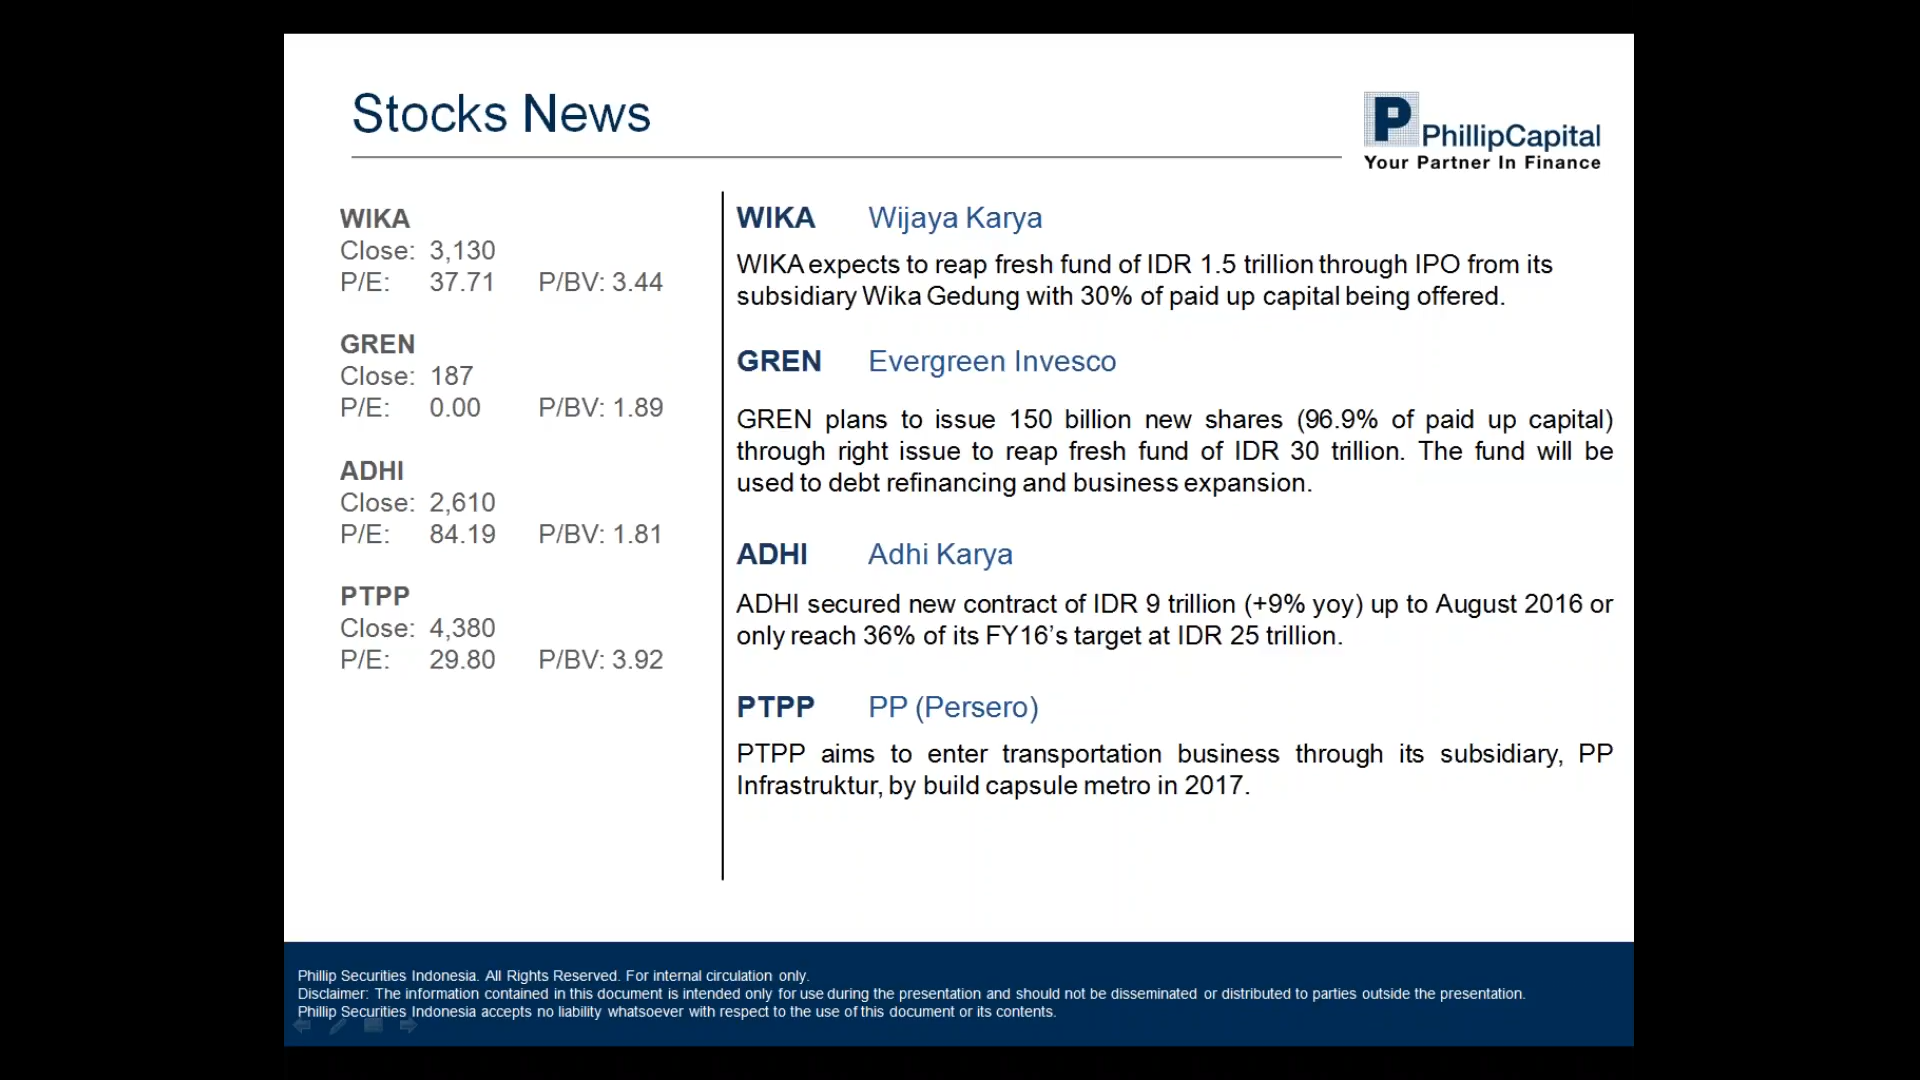 Stocks News
P
PhillipCapital
Your Partner In Finance
WIKA
Close: 3,130
P/E: 37.71 P/BV: 3.44
GREN
Close: 187
P/E: 0.00 P/BV: 1.89
ADHI
Close: 2,610
P/E: 84.19 P/BV: 1.81
PTPP
Close: 4,380
P/E: 29.80 P/BV: 3.92
WIKA Wijaya Karya
WIKA expects to reap fresh fund of IDR 1.5 trillion through IPO from its
subsidiary Wika Gedung with 30% of paid up capital being offered.
GREN Evergreen Invesco
GREN plans to issue 150 billion new shares (96.9% of paid up capital)
through right issue to reap fresh fund of IDR 30 trillion. The fund will be
used to debt refinancing and business expansion.
ADHI Adhi Karya
ADHI secured new contract of IDR 9 trillion (+9% yoy) up to August 2016 or
only reach 36% of its FY16’s target at IDR 25 trillion.
PTPP PP (Persero)
PTPP aims to enter transportation business through its subsidiary, PP
Infrastruktur, by build capsule metro in 2017.
Phillip Securities Indonesia. All Rights Reserved. For internal circulation only.
Disclaimer: The information contained in this document is intended only for use during the presentation and should not be disseminated or distributed to parties outside the presentation.
Phillip Securities Indonesia accepts no liability whatsoever with respect to the use of this document or its contents.